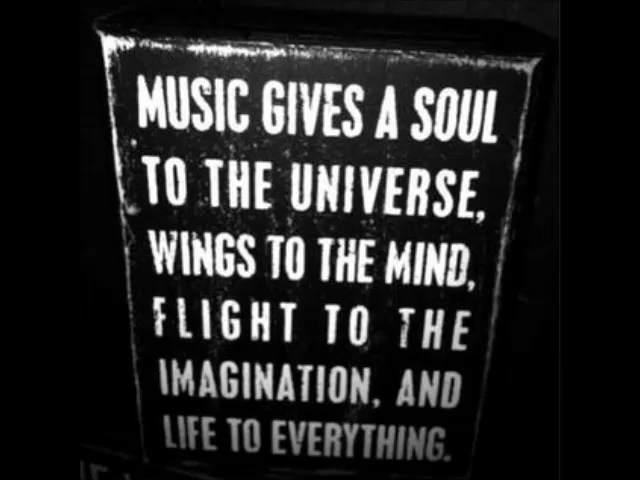 MUSIC GIVES A SOUL
TO THE UNIVERSE,
WINGS TO THE MIND,
FLIGHT TO THE
IMAGINATION, AND
LIFE TO EVERYTHING.